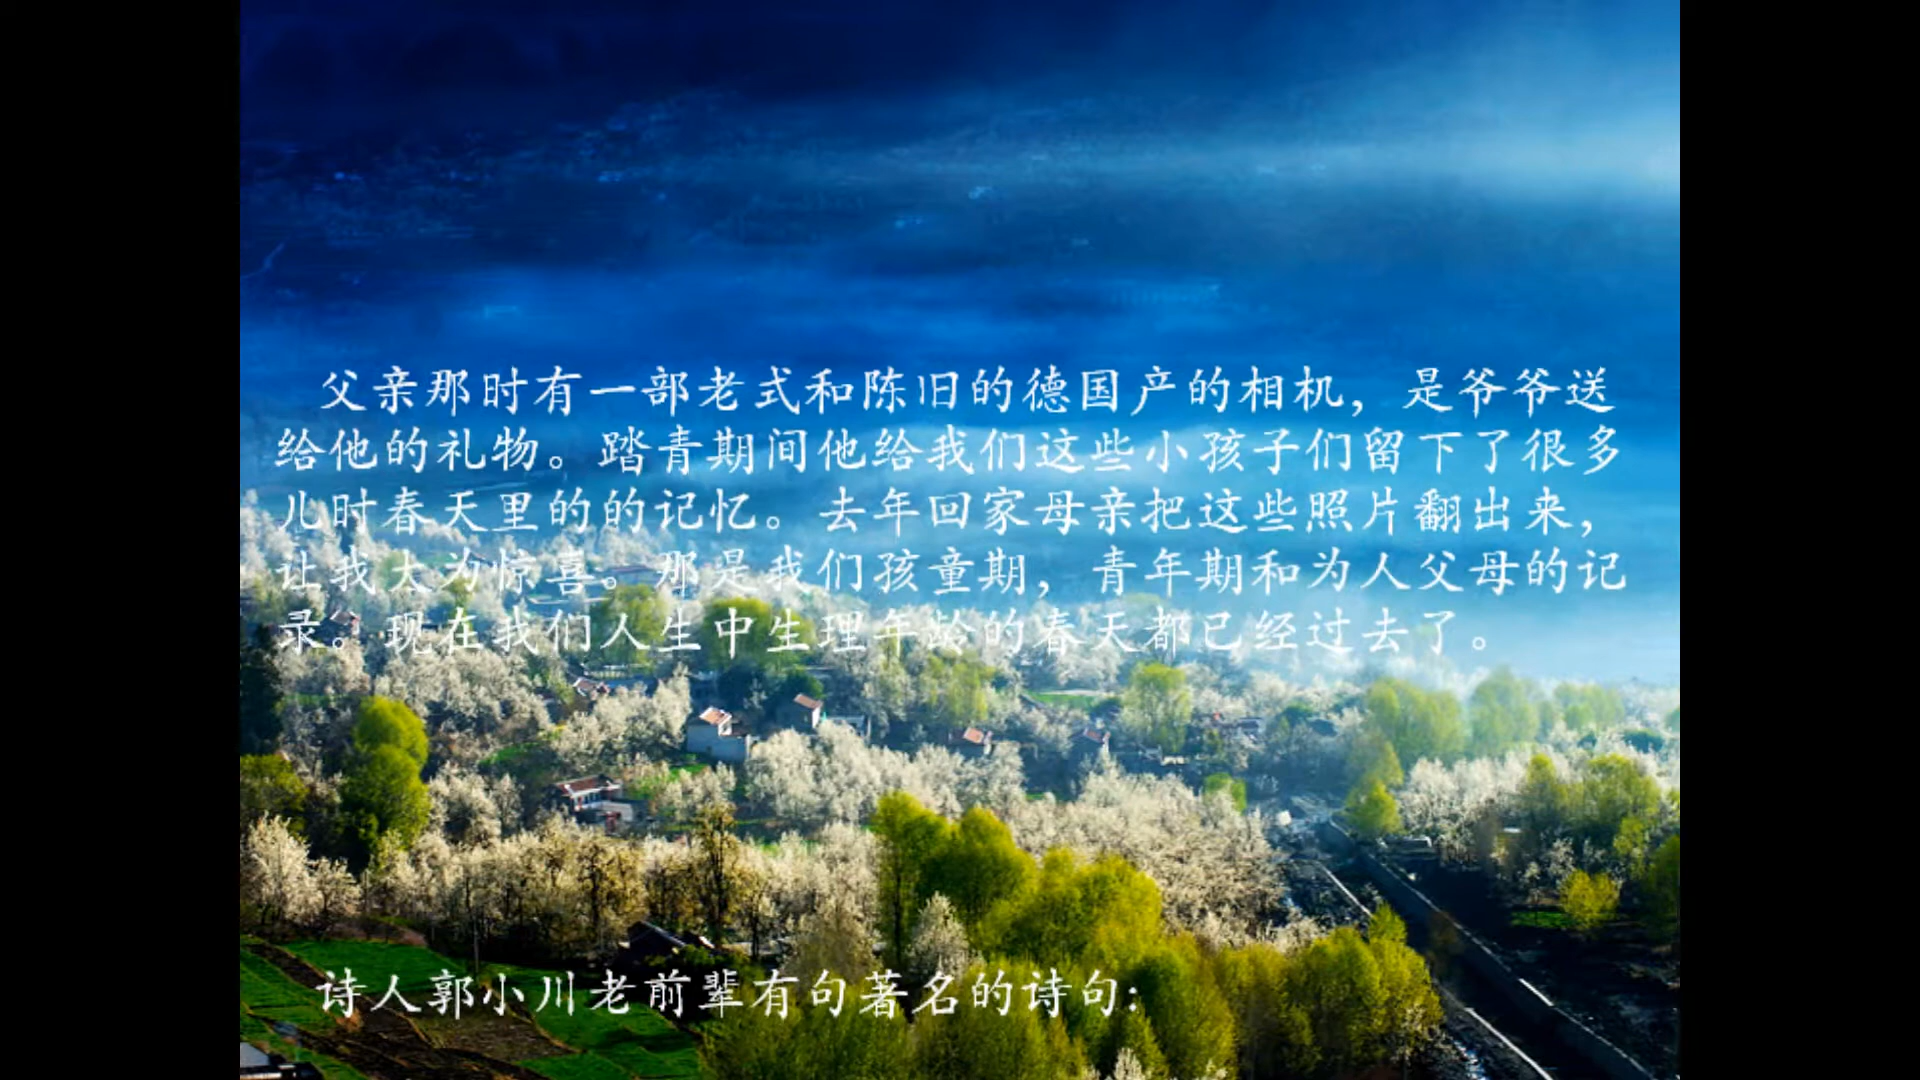 父亲那时有一部老式和陈旧的德国产的相机，是爷爷送
给他的礼物。踏青期间他给我们这些小孩子们留下了很多
儿时春天里的的记忆。去年回家母亲把这些照片翻出来，
让我大为惊喜。那是我们孩童期，青年期和为人父母的记
录。现在我们人生中生理年龄的春天都已经过去了。
诗人郭小川老前辈有句著名的诗句: